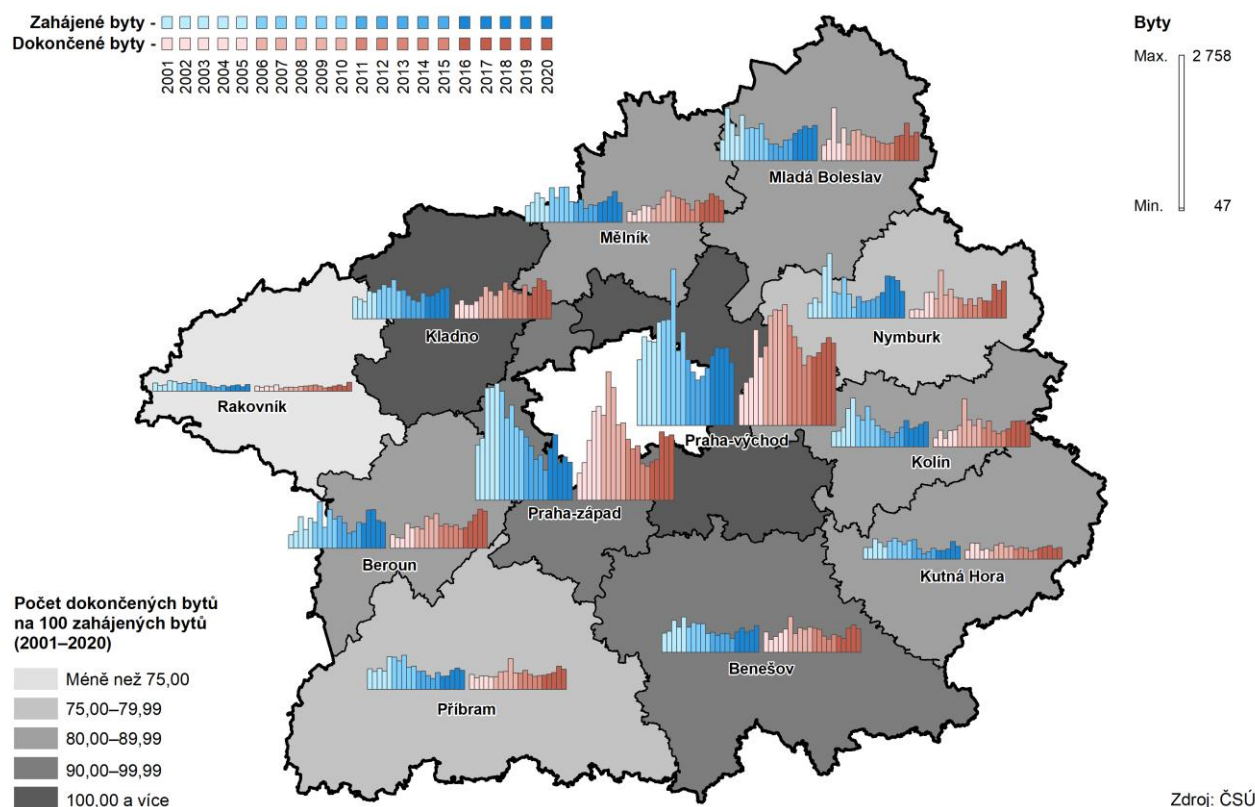 Zahájené byty -
Dokončené byty -
2001 2002 2003 2004 2005 2006 2007 2008 2009 2010 2011 2012 2013 2014 2015 2016 2017 2018 2019 2020
Byty
Max. 2 758
Min. 47
Mladá Boleslav
Mělník
Kladno
Nymburk
Rakovník
Praha-východ
Kolín
Praha-západ
Beroun
Kutná Hora
Benešov
Příbram
Počet dokončených bytů
na 100 zahájených bytů
(2001–2020)
Méně než 75,00
75,00–79,99
80,00–89,99
90,00–99,99
100,00 a více
Zdroj: ČSÚ